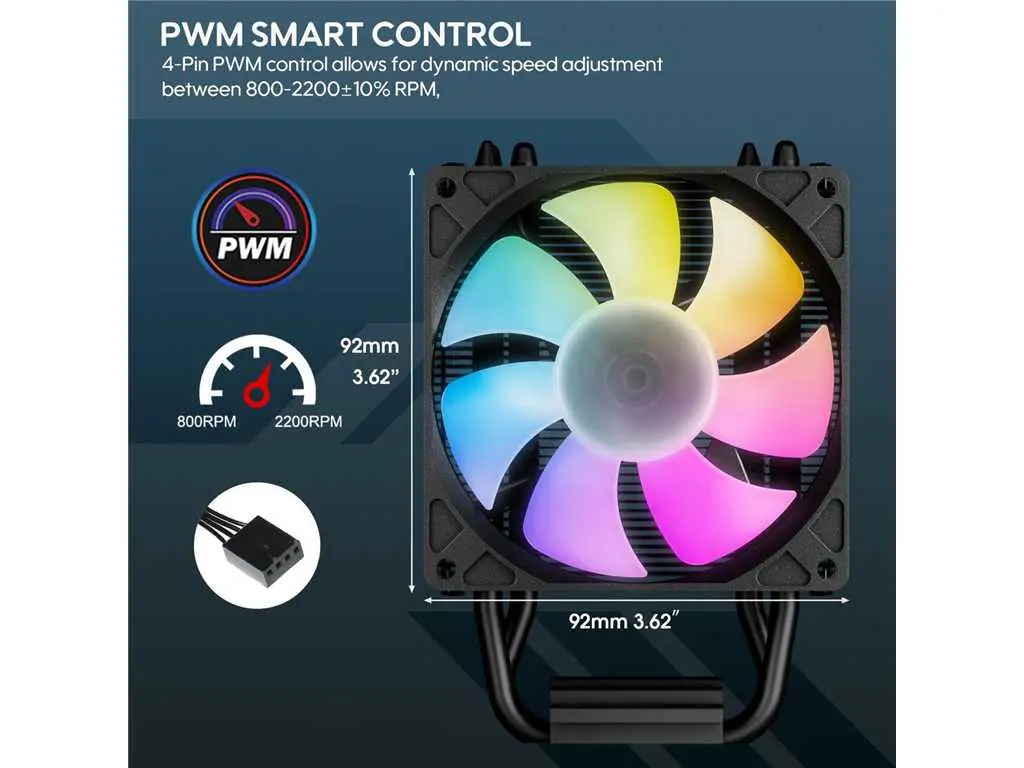 PWM SMART CONTROL
4-Pin PWM control allows for dynamic speed adjustment
between 800-2200±10% RPM,
PWM
92mm
3.62”
800RPM 2200RPM
92mm 3.62″